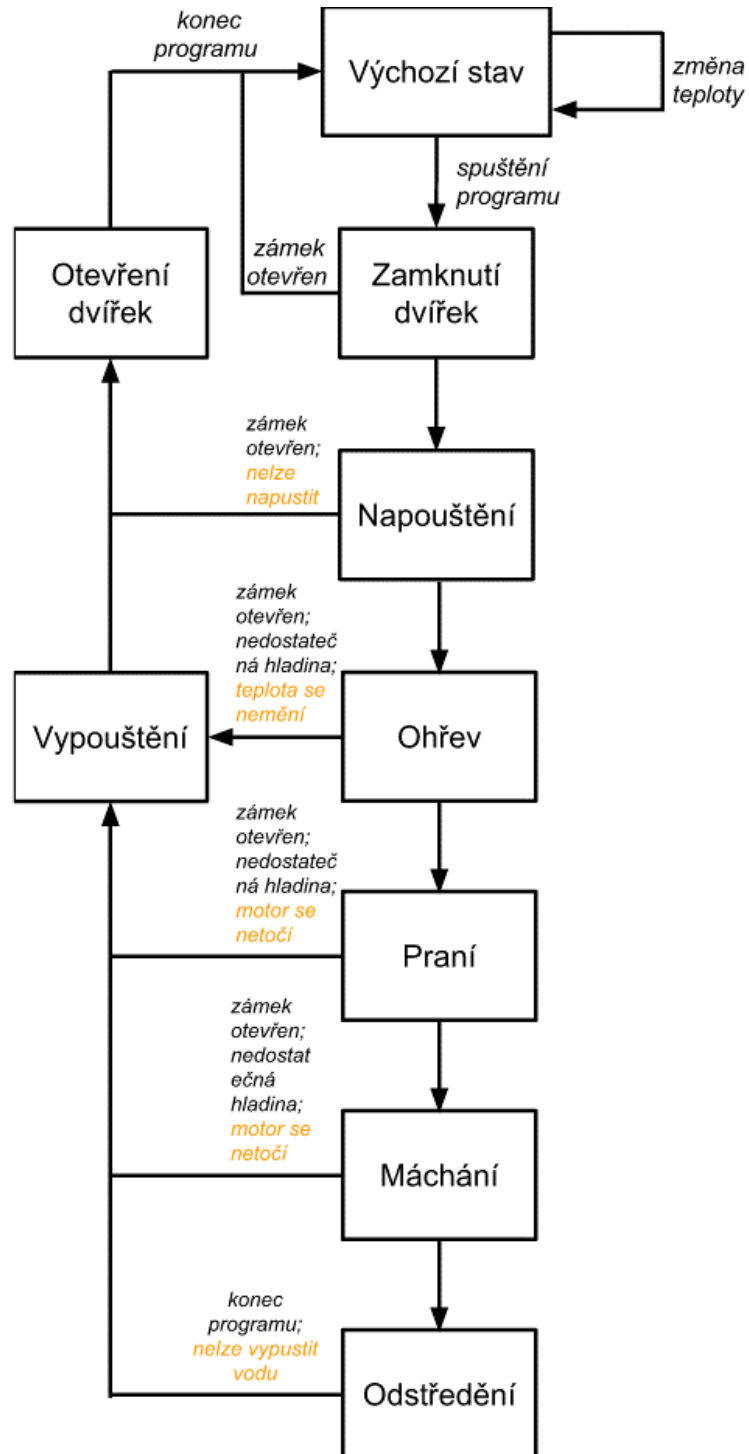 konec
programu
Výchozí stav
změna
teploty
spuštění
programu
Otevření
dvířek
zámek
otevřen
Zamknutí
dvířek
zámek
otevřen;
nelze
napustit
Napouštění
zámek
otevřen;
nedostateč
ná hladina;
teplota se
nemění
Vypouštění
Ohřev
zámek
otevřen;
nedostateč
ná hladina;
motor se
netočí
Praní
zámek
otevřen;
nedostat
ečná
hladina;
motor se
netočí
Máchání
konec
programu;
nelze vypustit
vodu
Odstředění